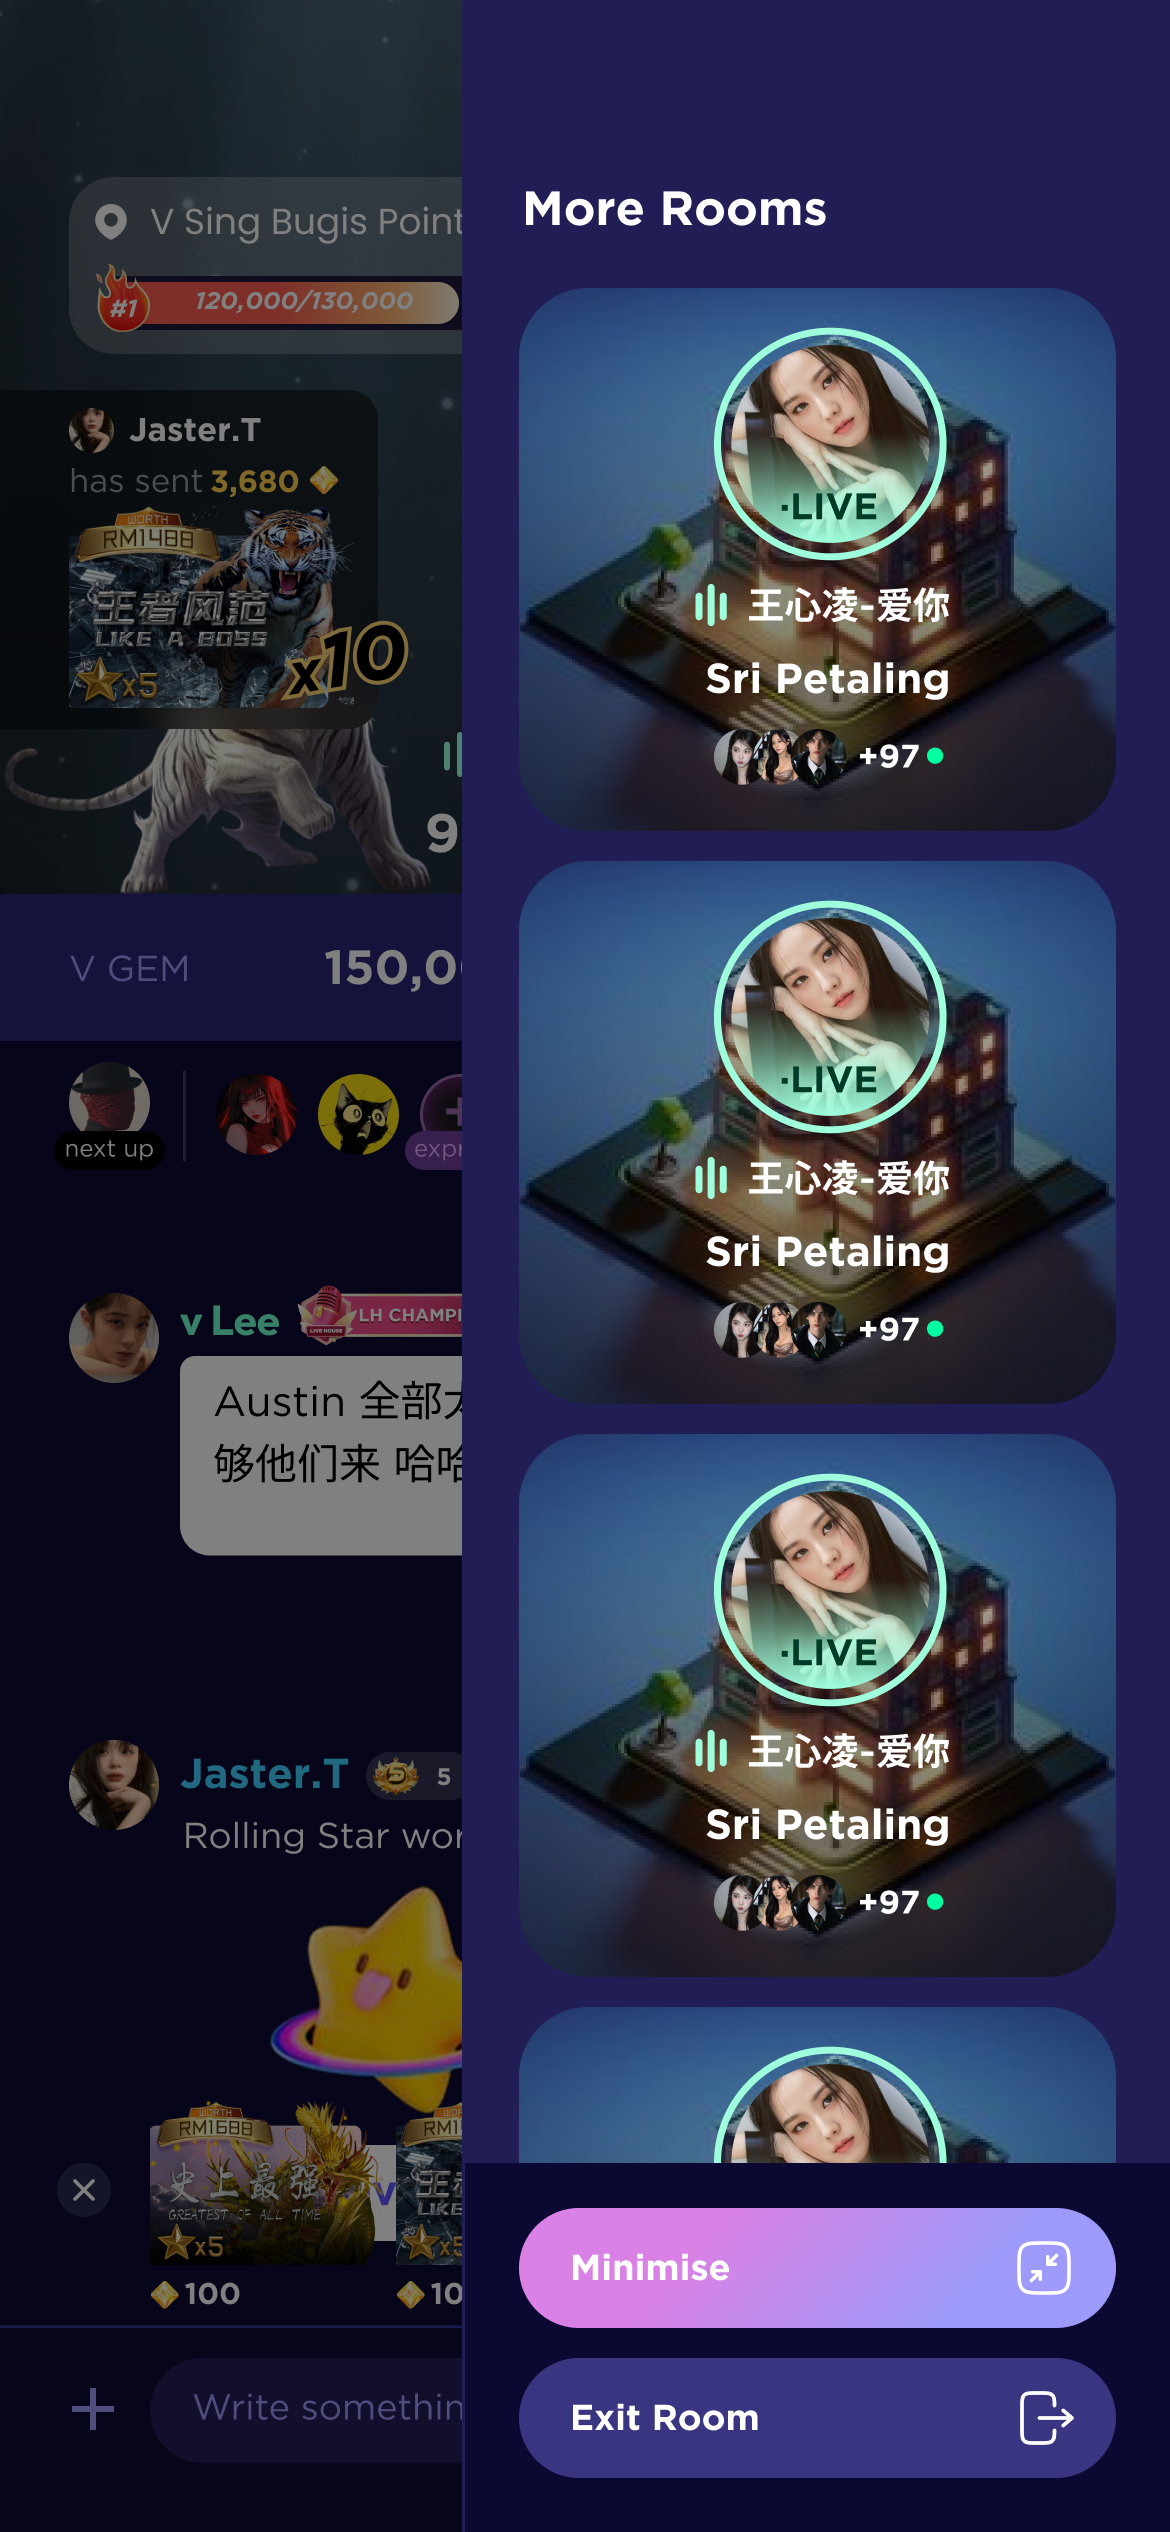 V Sing Bugis Point
#1
120,000/130,000
Jaster.T
has sent 3,680
WORTH
RM1488
王者风范
LIKE A BOSS
x5
x10
9
V GEM
150,0
next up
expr
v Lee
LIVE HOUSE
LH CHAMPI
Austin 全部太
够他们来 哈哈
Jaster.T
5
5
Rolling Star wor
WORTH
RM1688
史上最强
GREATEST OF ALL TIME
x5
100
WORTH
RM1
王者
LIKE
x5
10
v
Write somethin
More Rooms
·LIVE
王心凌-爱你
Sri Petaling
+97
·LIVE
王心凌-爱你
Sri Petaling
+97
·LIVE
王心凌-爱你
Sri Petaling
+97
Minimise
Exit Room